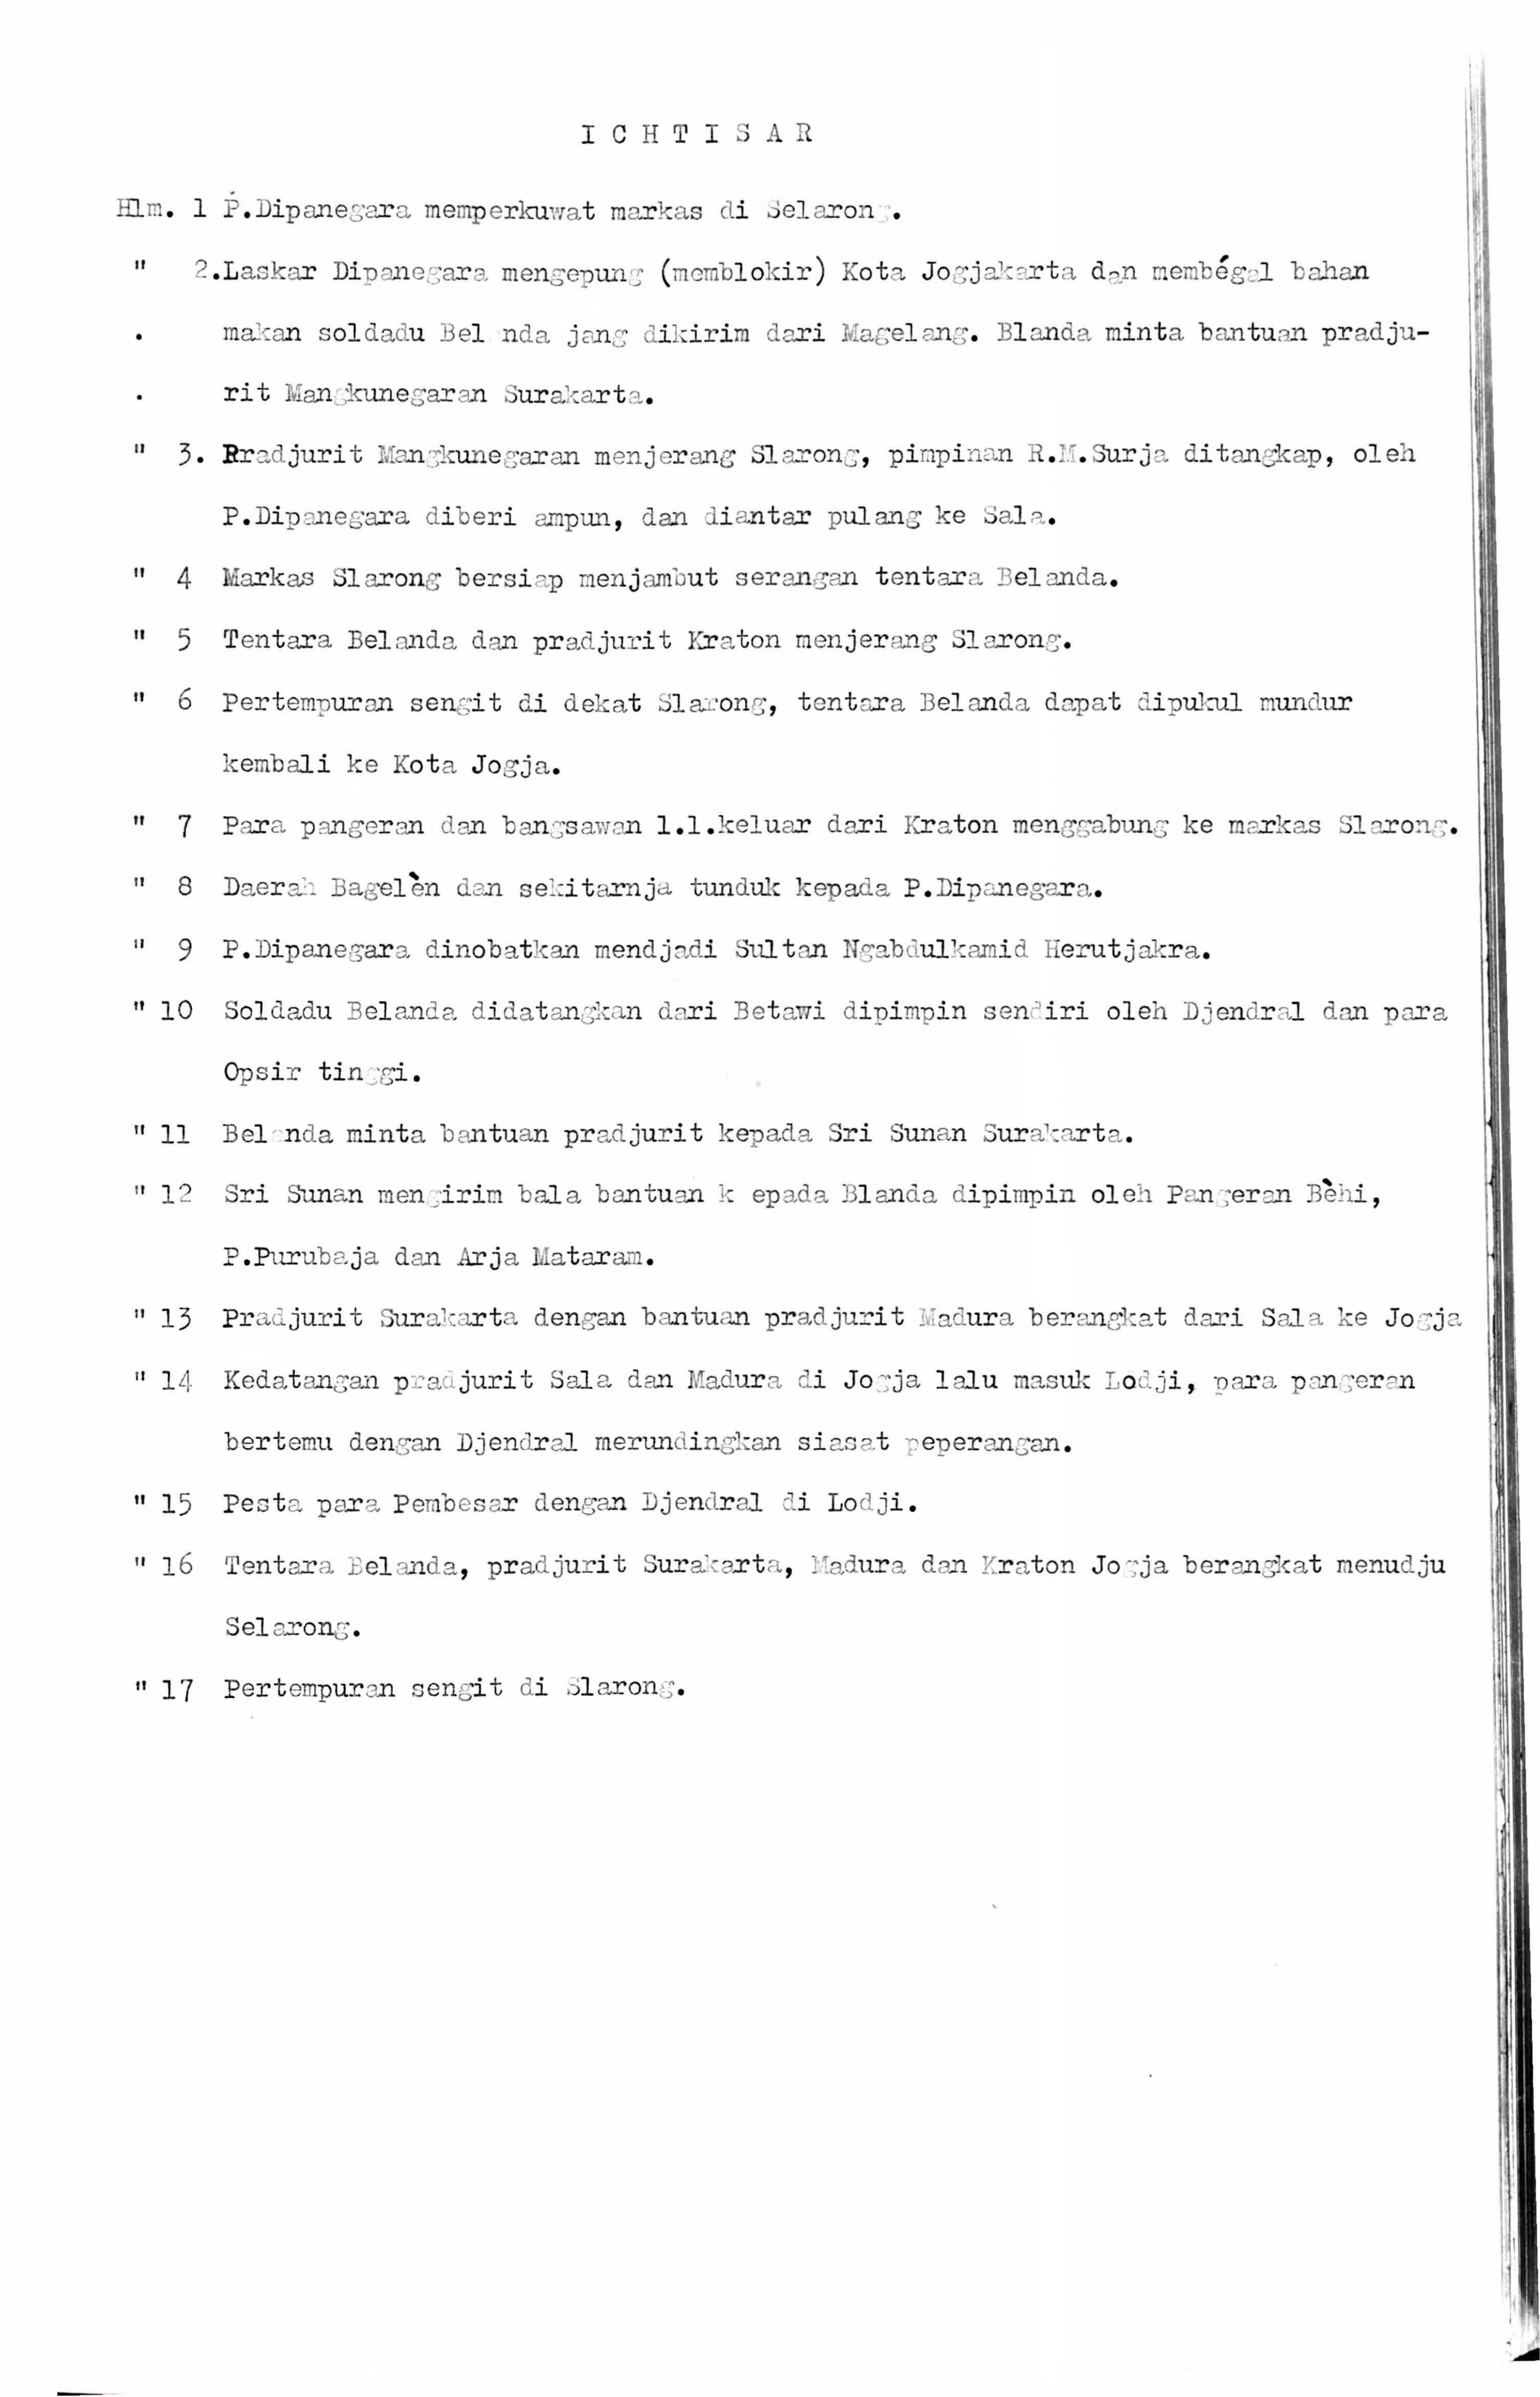 ICHTISAR
Hlm. 1 P.Dipanegara memperkuwat markas di Selarong.
" 2.Laskar Dipanegara mengepung (memblokir) Kota Jogjakarta dan membégal bahan
. makan soldadu Belanda jang dikirim dari Magelang. Blanda minta bantuan pradju-
. rit Mangkunegaran Surakarta.
" 3. Pradjurit Mangkunegaran menjerang Slarong, pimpinan R.M.Surja ditangkap, oleh
P.Dipanegara diberi ampun, dan diantar pulang ke Sala.
" 4 Markas Slarong bersiap menjambut serangan tentara Belanda.
" 5 Tentara Belanda dan pradjurit Kraton menjerang Slarong.
" 6 Pertempuran sengit di dekat Slarong, tentara Belanda dapat dipukul mundur
kembali ke Kota Jogja.
" 7 Para pangeran dan bangsawan l.l.keluar dari Kraton menggabung ke markas Slarong.
" 8 Daerah Bagelèn dan sekitarnja tunduk kepada P.Dipanegara.
" 9 P.Dipanegara dinobatkan mendjadi Sultan Ngabdulkamid Herutjakra.
" 10 Soldadu Belanda didatangkan dari Betawi dipimpin sendiri oleh Djendral dan para
Opsir tinggi.
" 11 Belanda minta bantuan pradjurit kepada Sri Sunan Surakarta.
" 12 Sri Sunan mengirim bala bantuan k epada Blanda dipimpin oleh Pangeran Bèhi,
P.Purubaja dan Arja Mataram.
" 13 Pradjurit Surakarta dengan bantuan pradjurit Madura berangkat dari Sala ke Jogja
" 14 Kedatangan pradjurit Sala dan Madura di Jogja lalu masuk Lodji, para pangeran
bertemu dengan Djendral merundingkan siasat peperangan.
" 15 Pesta para Pembesar dengan Djendral di Lodji.
" 16 Tentara Belanda, pradjurit Surakarta, Madura dan Kraton Jogja berangkat menudju
Selarong.
" 17 Pertempuran sengit di Slarong.